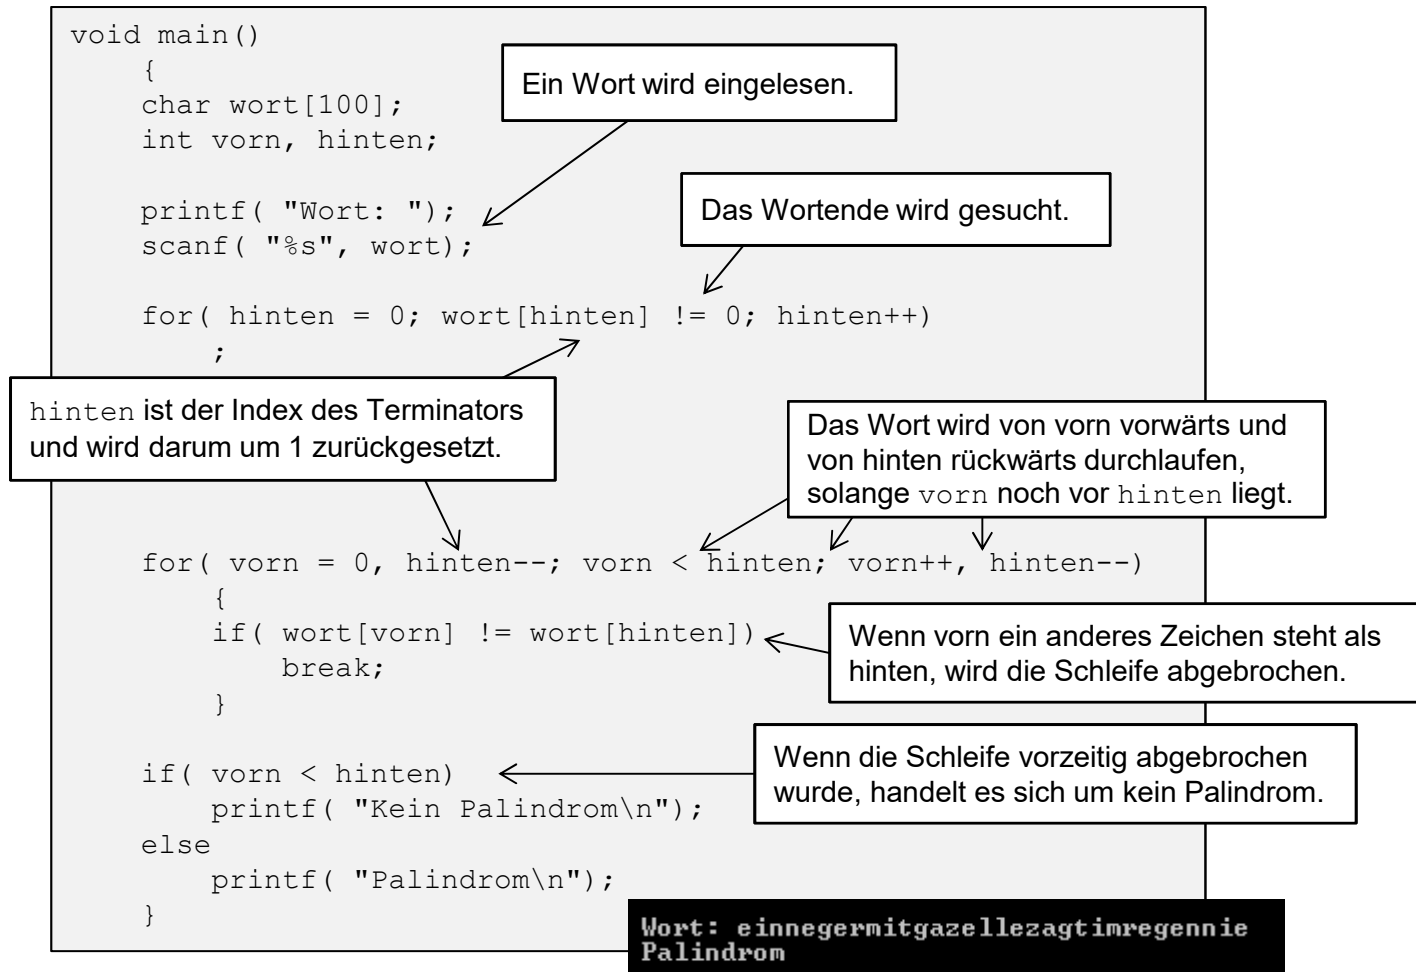 void main()
{
Ein Wort wird eingelesen.
char wort[100];
int vorn, hinten;
printf( "Wort: ");
Das Wortende wird gesucht.
scanf( "%s", wort);
for( hinten = 0; wort[hinten] != 0; hinten++)
;
hinten ist der Index des Terminators
und wird darum um 1 zurückgesetzt.
Das Wort wird von vorn vorwärts und
von hinten rückwärts durchlaufen,
solange vorn noch vor hinten liegt.
for( vorn = 0, hinten--; vorn < hinten; vorn++, hinten--)
{
if( wort[vorn] != wort[hinten])
break;
}
Wenn vorn ein anderes Zeichen steht als
hinten, wird die Schleife abgebrochen.
if( vorn < hinten)
printf( "Kein Palindrom\n");
Wenn die Schleife vorzeitig abgebrochen
wurde, handelt es sich um kein Palindrom.
else
printf( "Palindrom\n");
}
Wort: einnegermitgazellezagtimregennie
Palindrom